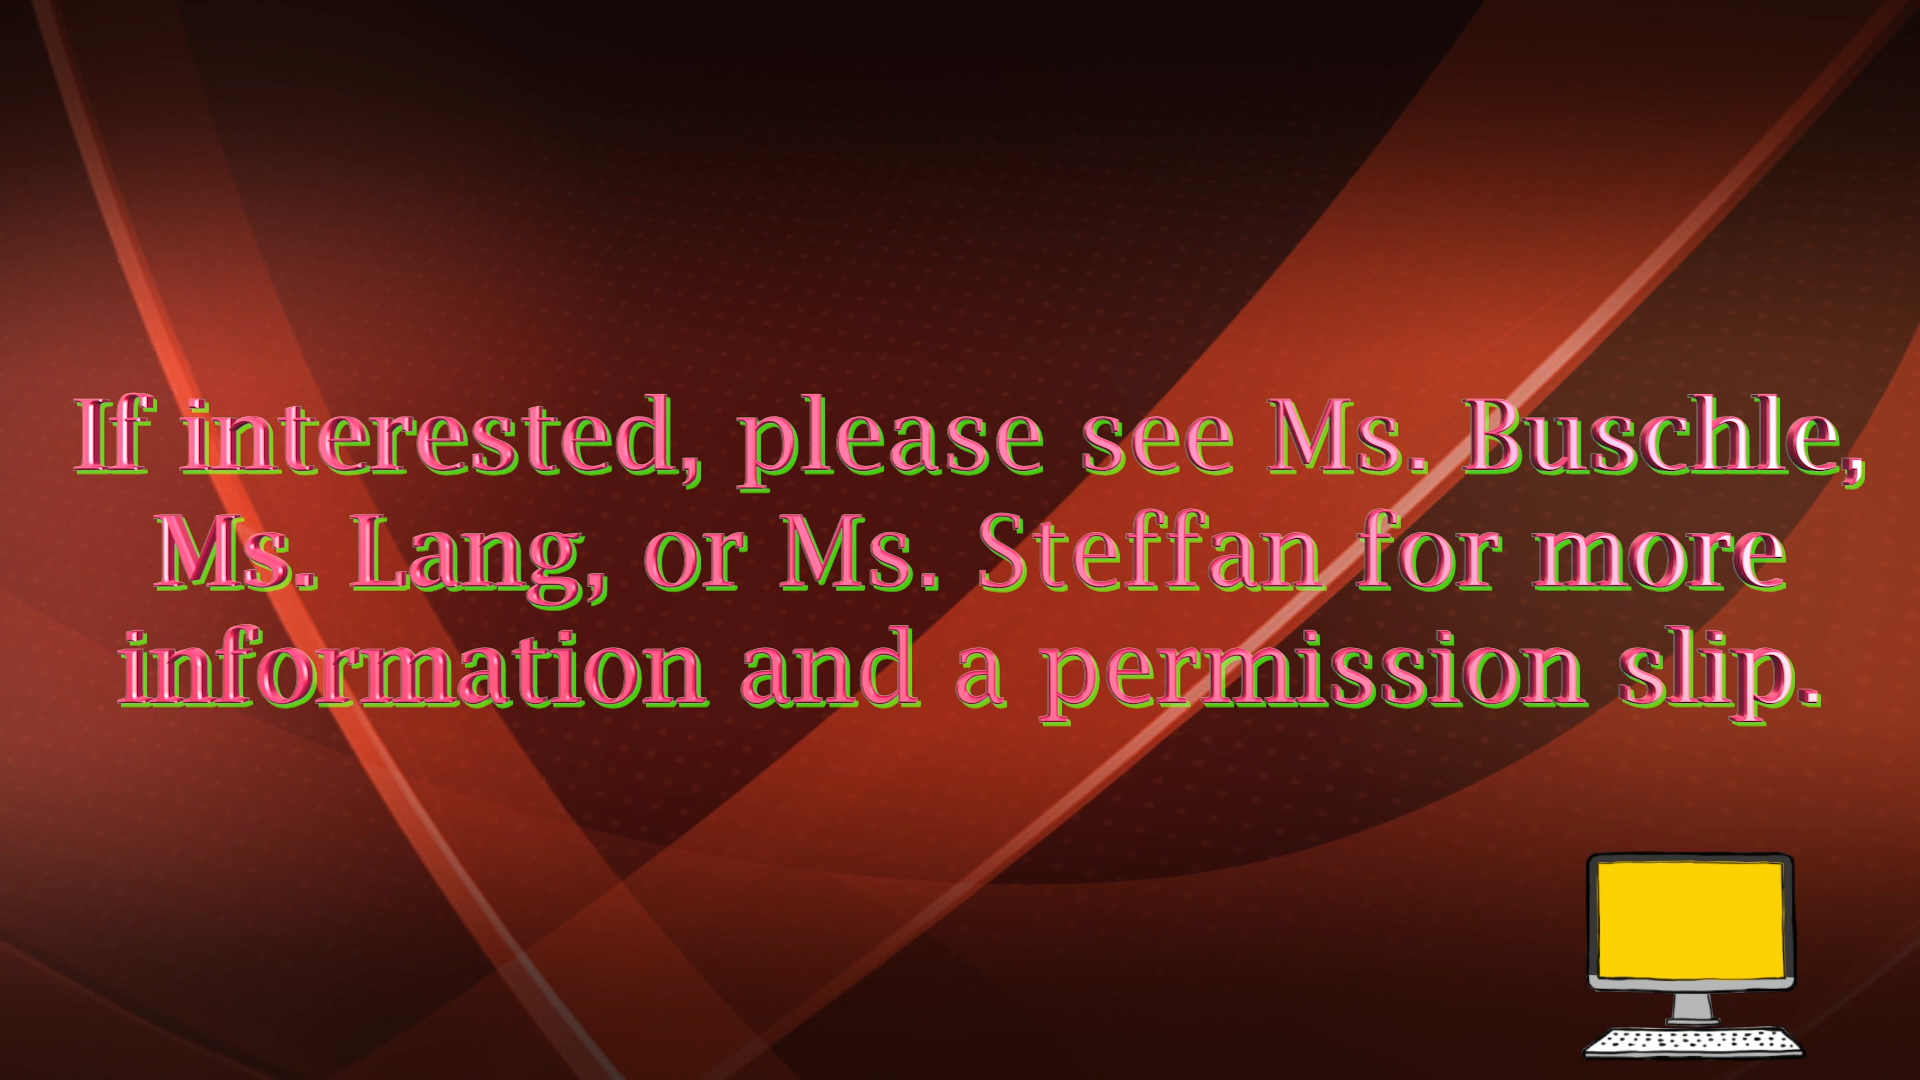 If interested, please see Ms. Buschle,
Ms. Lang, or Ms. Steffan for more
information and a permission slip.